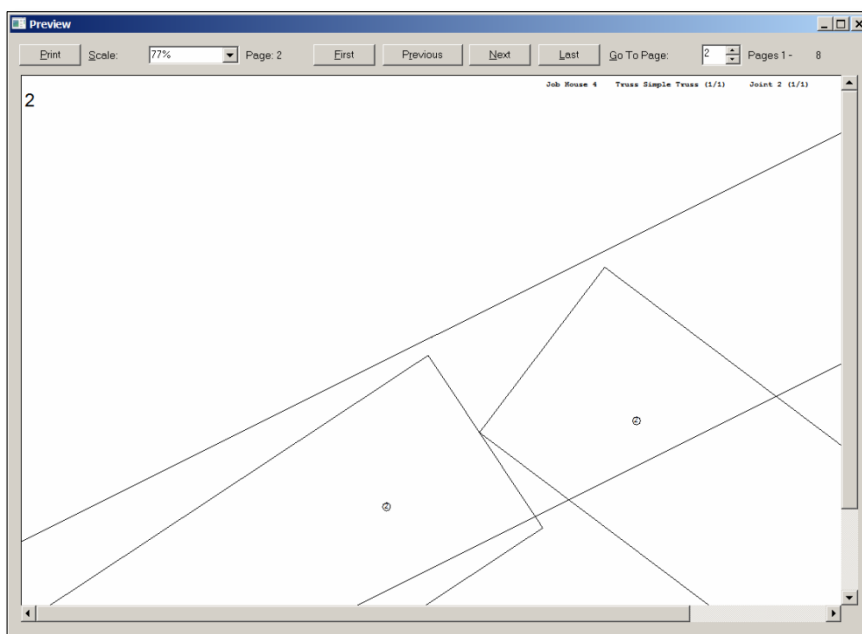 Preview
Print Scale: 77% Page: 2 First Previous Next Last Go To Page: 2 Pages 1 - 8
Job House 4 Truss Simple Truss (1/1) Joint 2 (1/1)
2
2